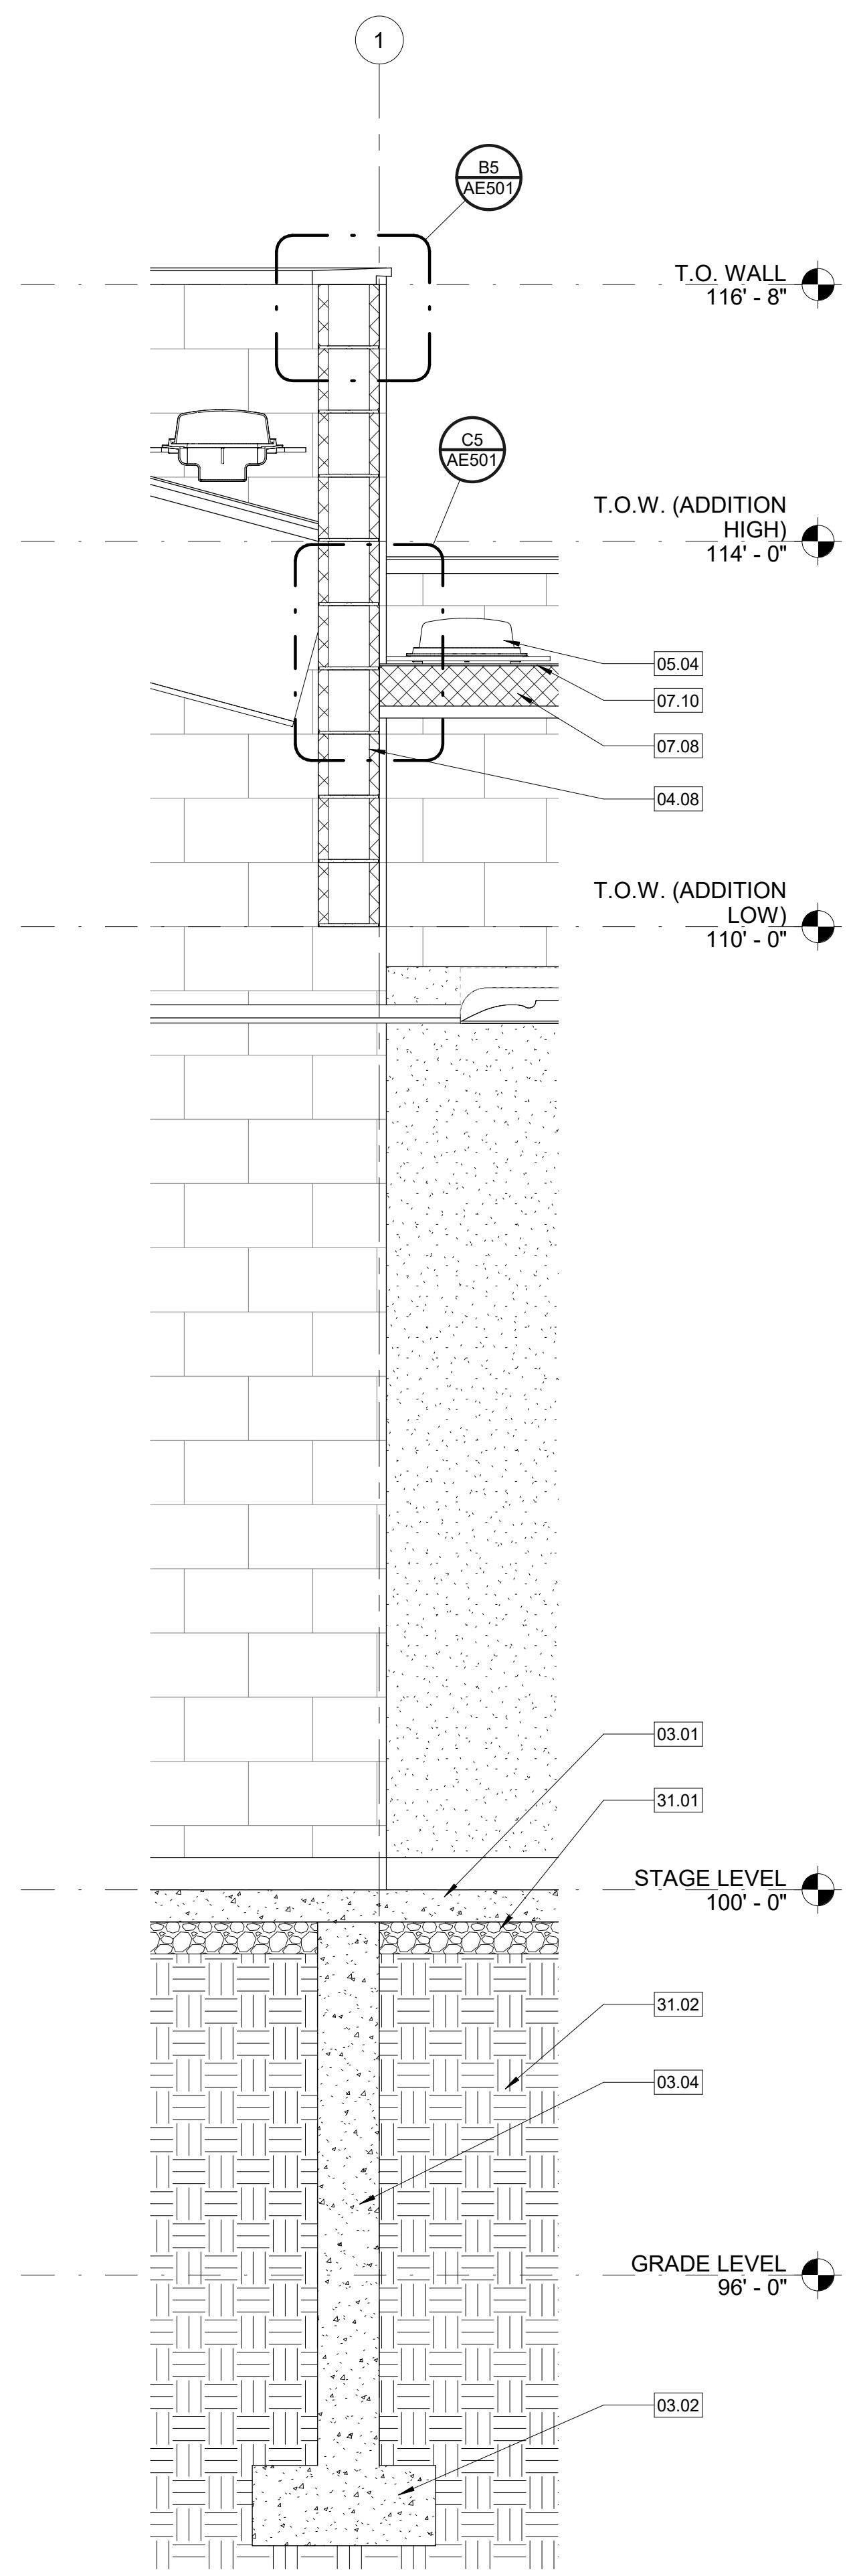 1
B5
AE501
T.O. WALL
116' - 8"
C5
AE501
T.O.W. (ADDITION
HIGH)
114' - 0"
05.04
07.10
07.08
04.08
T.O.W. (ADDITION
LOW)
110' - 0"
03.01
31.01
STAGE LEVEL
100' - 0"
31.02
03.04
GRADE LEVEL
96' - 0"
03.02